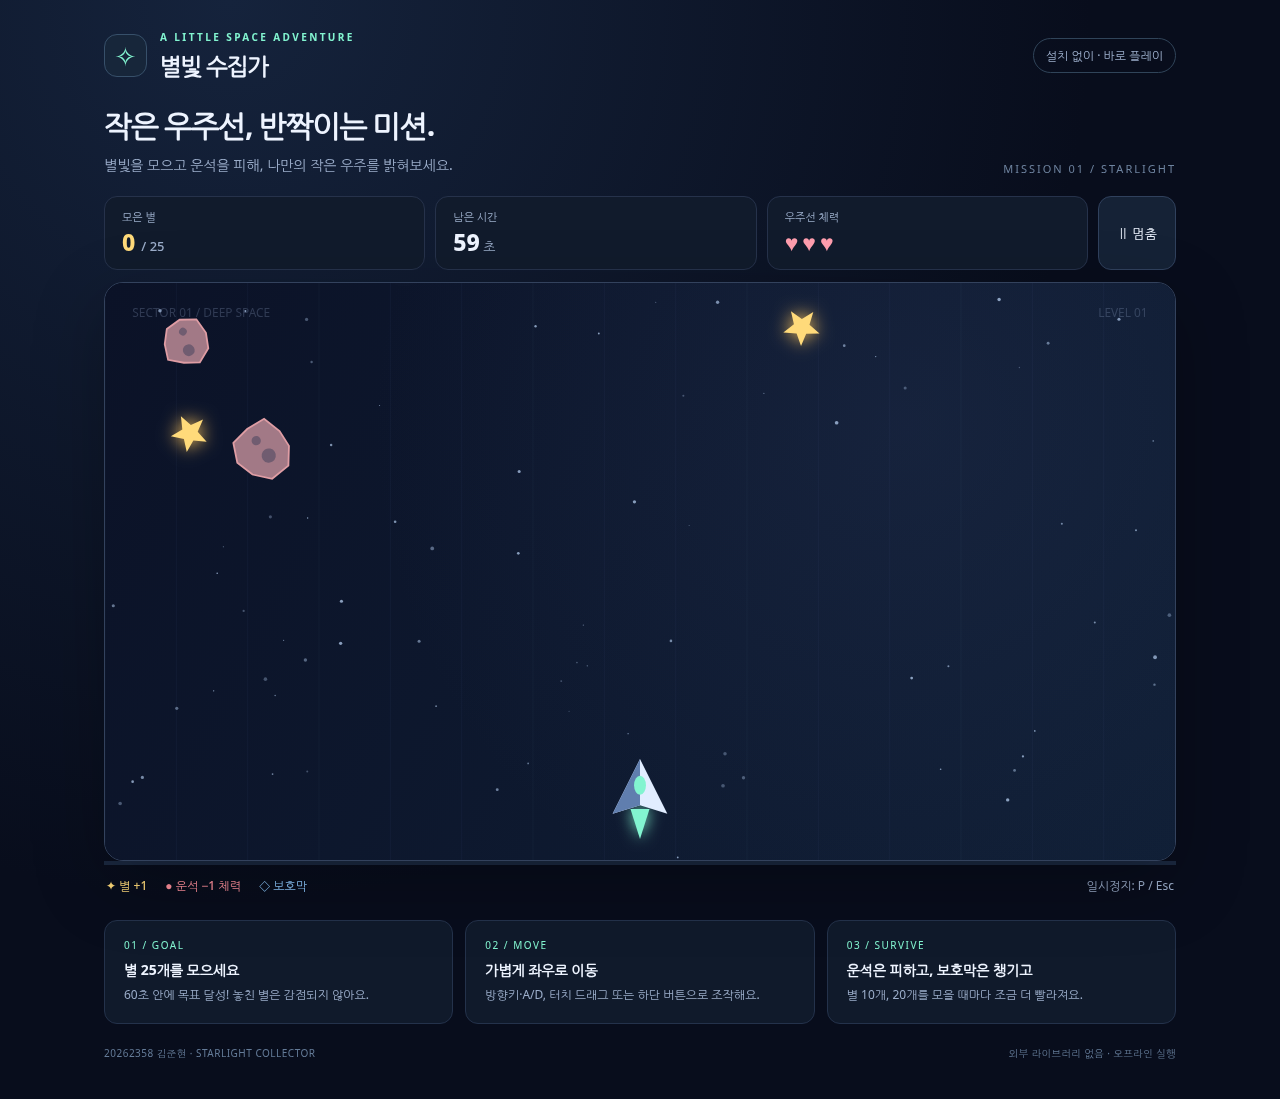 A LITTLE SPACE ADVENTURE
별빛 수집가
설치 없이 · 바로 플레이
작은 우주선, 반짝이는 미션.
별빛을 모으고 운석을 피해, 나만의 작은 우주를 밝혀보세요.
MISSION 01 / STARLIGHT
모은 별
0 / 25
남은 시간
59 초
우주선 체력
♥♥♥
Ⅱ 멈춤
SECTOR 01 / DEEP SPACE
LEVEL 01
✦ 별 +1
● 운석 −1 체력
◇ 보호막
일시정지: P / Esc
01 / GOAL
별 25개를 모으세요
60초 안에 목표 달성! 놓친 별은 감점되지 않아요.
02 / MOVE
가볍게 좌우로 이동
방향키·A/D, 터치 드래그 또는 하단 버튼으로 조작해요.
03 / SURVIVE
운석은 피하고, 보호막은 챙기고
별 10개, 20개를 모을 때마다 조금 더 빨라져요.
20262358 김준현 · STARLIGHT COLLECTOR
외부 라이브러리 없음 · 오프라인 실행